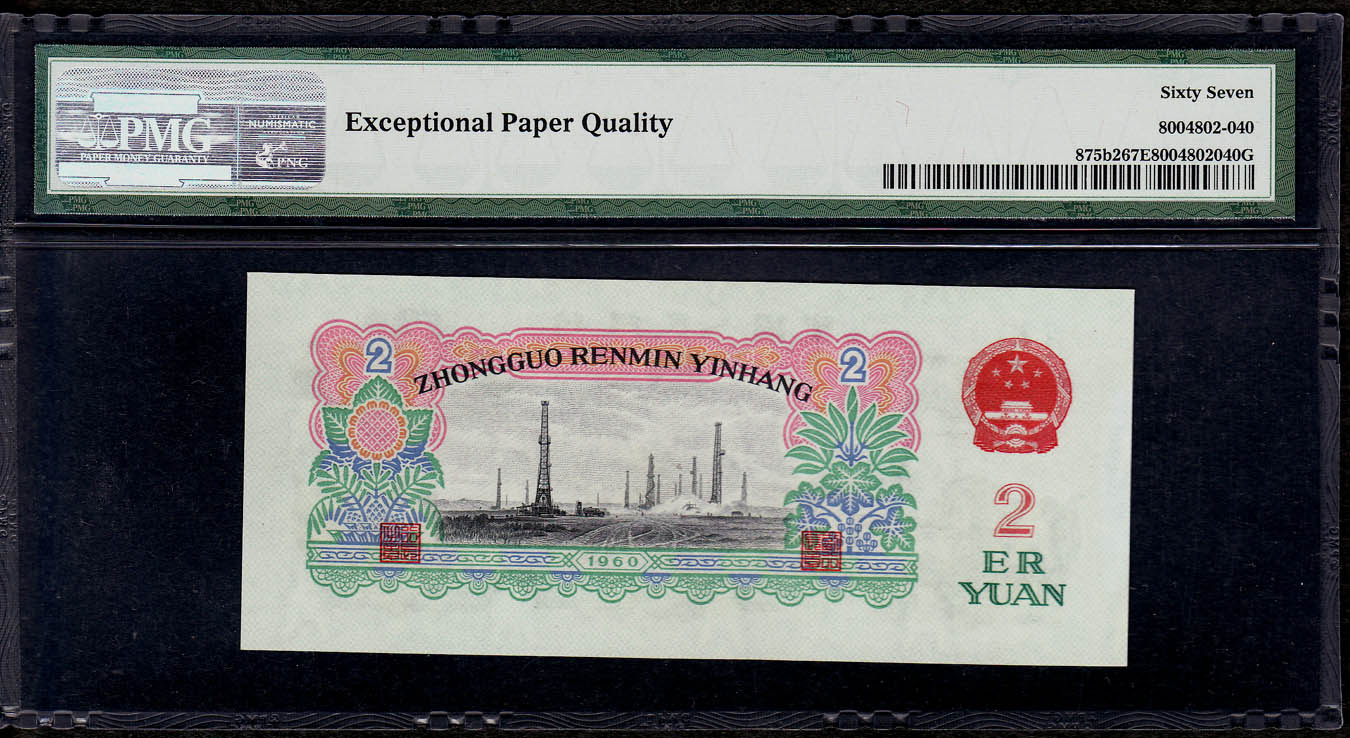 PMG
PAPER MONEY GUARANTY
NUMISMATIC
PNG
Exceptional Paper Quality
Sixty Seven
8004802-040
875b267E8004802040G
2
ZHONGGUO RENMIN YINHANG
2
1960
2
ER
YUAN